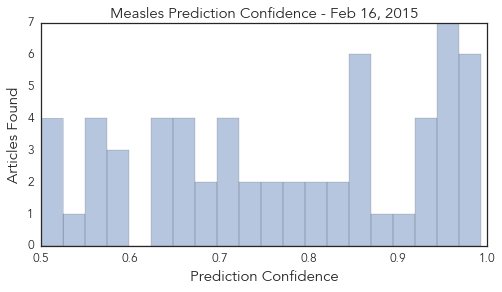 Measles Prediction Confidence - Feb 16, 2015
7
6
5
4
3
2
1
0
Articles Found
0.5 0.6 0.7 0.8 0.9 1.0
Prediction Confidence